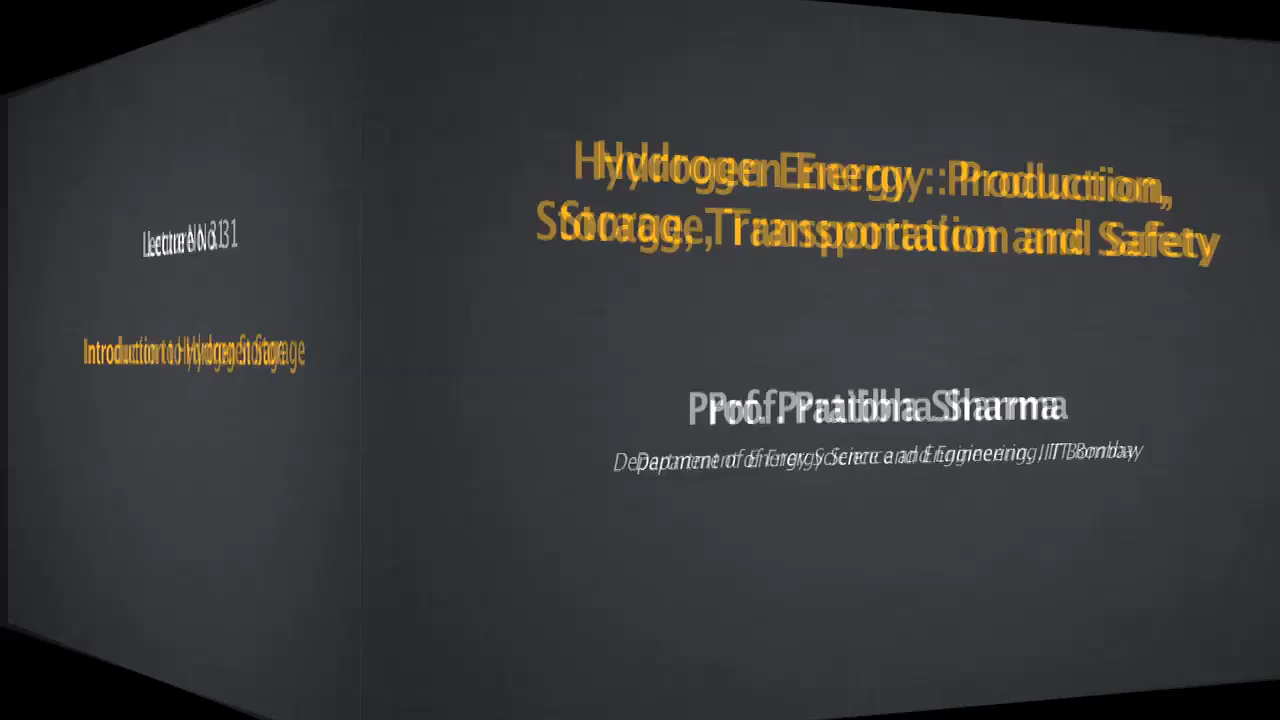 Lecture No. 31
Introduction to Hydrogen Storage
Hydrogen Energy: Production,
Storage, Transportation and Safety
Prof. Pratibha Sharma
Department of Energy Science and Engineering, IIT Bombay